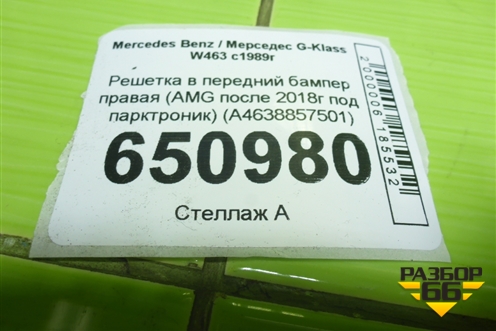 Mercedes Benz / Мерседес G-Klass
W463 с1989г
Решетка в передний бампер
правая (AMG после 2018г под
парктроник) (A4638857501)
650980
Стеллаж А
2000006185532
РАЗБОР
66